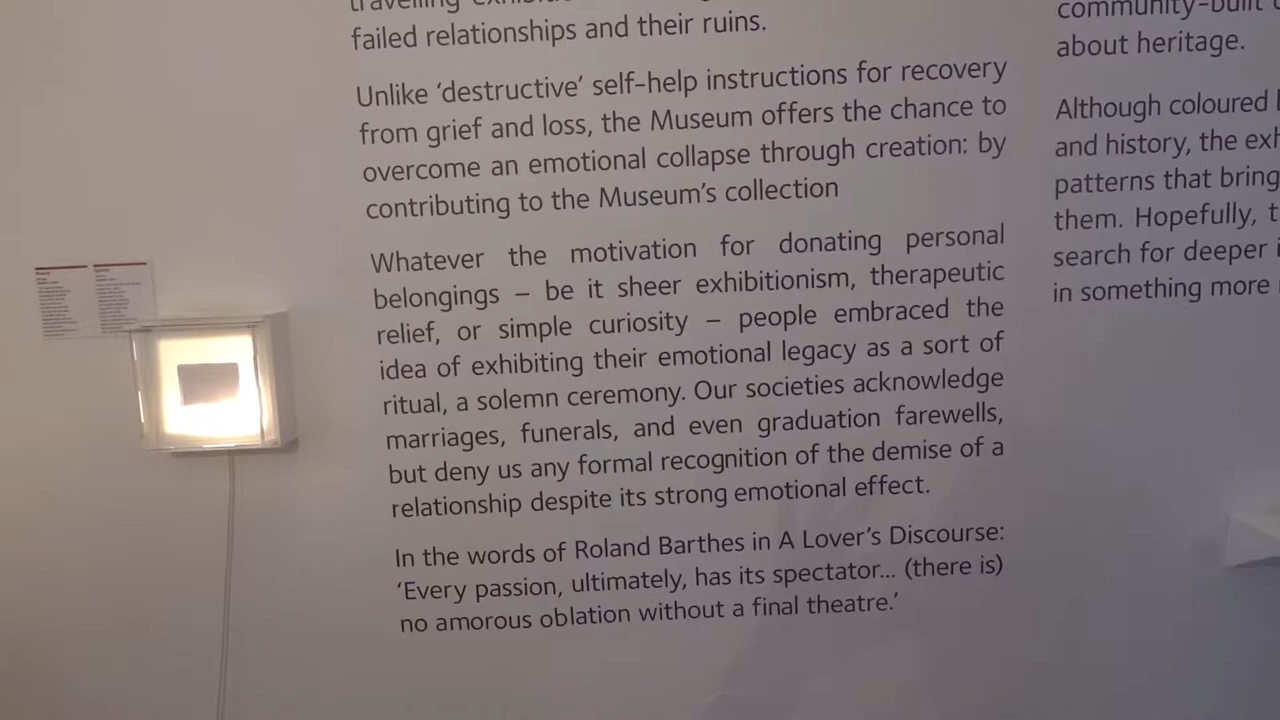 failed relationships and their ruins.
Unlike ‘destructive’ self-help instructions for recovery
from grief and loss, the Museum offers the chance to
overcome an emotional collapse through creation: by
contributing to the Museum’s collection
Whatever the motivation for donating personal
belongings – be it sheer exhibitionism, therapeutic
relief, or simple curiosity – people embraced the
idea of exhibiting their emotional legacy as a sort of
ritual, a solemn ceremony. Our societies acknowledge
marriages, funerals, and even graduation farewells,
but deny us any formal recognition of the demise of a
relationship despite its strong emotional effect.
In the words of Roland Barthes in A Lover’s Discourse:
‘Every passion, ultimately, has its spectator... (there is)
no amorous oblation without a final theatre.’
community-built
about heritage.
Although coloured
and history, the
patterns that bring
them. Hopefully,
search for deeper
in something more